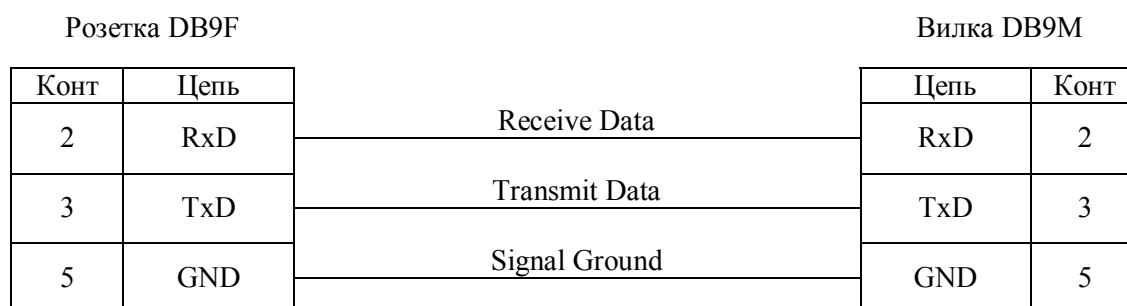 Розетка DB9F Вилка DB9M
Конт Цепь Цепь Конт
2 RxD Receive Data RxD 2
3 TxD Transmit Data TxD 3
5 GND Signal Ground GND 5